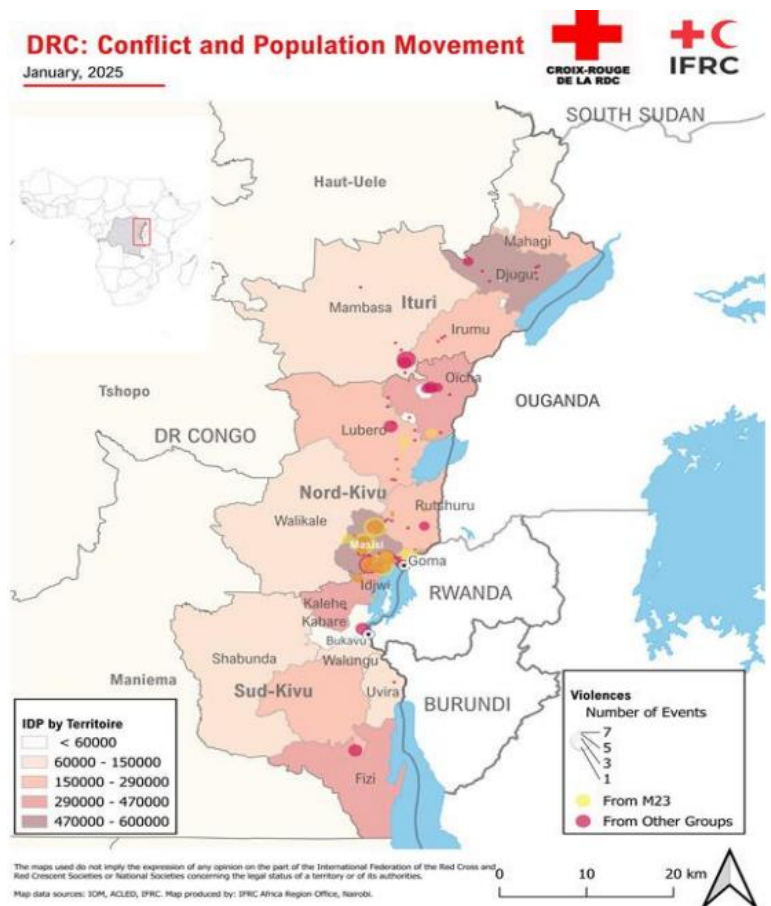 DRC: Conflict and Population Movement
January, 2025
CROIX-ROUGE
DE LA RDC
IFRC
SOUTH SUDAN
Haut-Uele
Mahagi
Djugu
Ituri
Mambasa
Irumu
Tshopo
Oïcha
OUGANDA
DR CONGO
Lubero
Nord-Kivu
Walikale
Rutshuru
Masisi
Goma
Idjwi
RWANDA
Kalehe
Kabare
Bukavu
Shabunda
Walungu
Maniema
Sud-Kivu
Uvira
BURUNDI
Fizi
IDP by Territoire
< 60000
60000 - 150000
150000 - 290000
290000 - 470000
470000 - 600000
Violences
Number of Events
7
5
3
1
From M23
From Other Groups
The maps used do not imply the expression of any opinion on the part of the International Federation of the Red Cross and
Red Crescent Societies or National Societies concerning the legal status of a territory or of its authorities.
Map data sources: IOM, ACLED, IFRC. Map produced by: IFRC Africa Region Office, Nairobi.
0 10 20 km